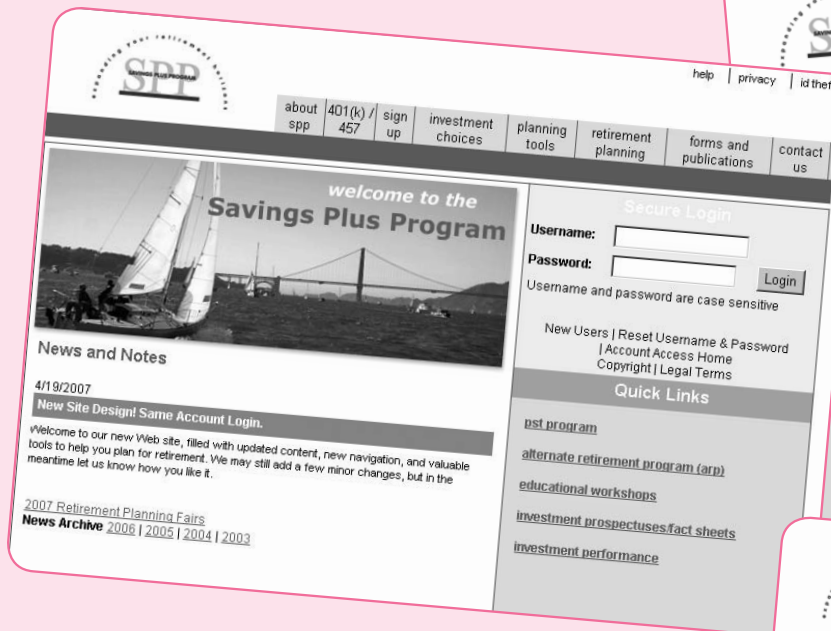 help | privacy | id thef
ing your retirement
SPP
SAVINGS PLUS PROGRAM
about spp
401(k) / 457
sign up
investment choices
planning tools
retirement planning
forms and publications
contact us
welcome to the
Savings Plus Program
News and Notes
4/19/2007
New Site Design! Same Account Login.
Welcome to our new Web site, filled with updated content, new navigation, and valuable
tools to help you plan for retirement. We may still add a few minor changes, but in the
meantime let us know how you like it.
2007 Retirement Planning Fairs
News Archive 2006 | 2005 | 2004 | 2003
Secure Login
Username:
Password:
Login
Username and password are case sensitive
New Users | Reset Username & Password
| Account Access Home
Copyright | Legal Terms
Quick Links
pst program
alternate retirement program (arp)
educational workshops
investment prospectuses/fact sheets
investment performance